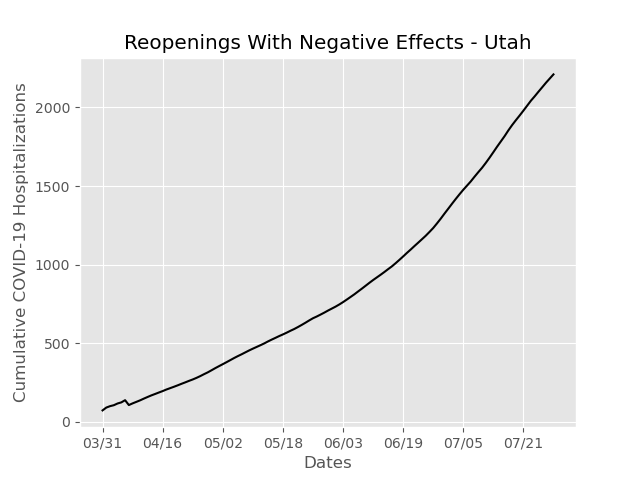 Reopenings With Negative Effects - Utah
Cumulative COVID-19 Hospitalizations
2000
1500
1000
500
0
03/31 04/16 05/02 05/18 06/03 06/19 07/05 07/21
Dates